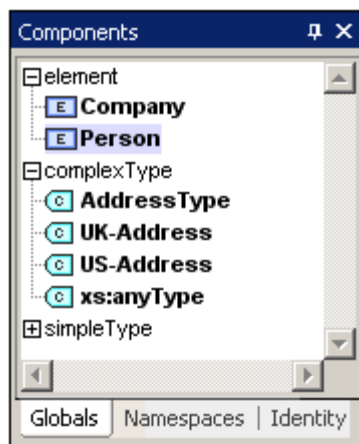 Components
element
E Company
E Person
complexType
C AddressType
C UK-Address
C US-Address
C xs:anyType
simpleType
Globals Namespaces | Identity